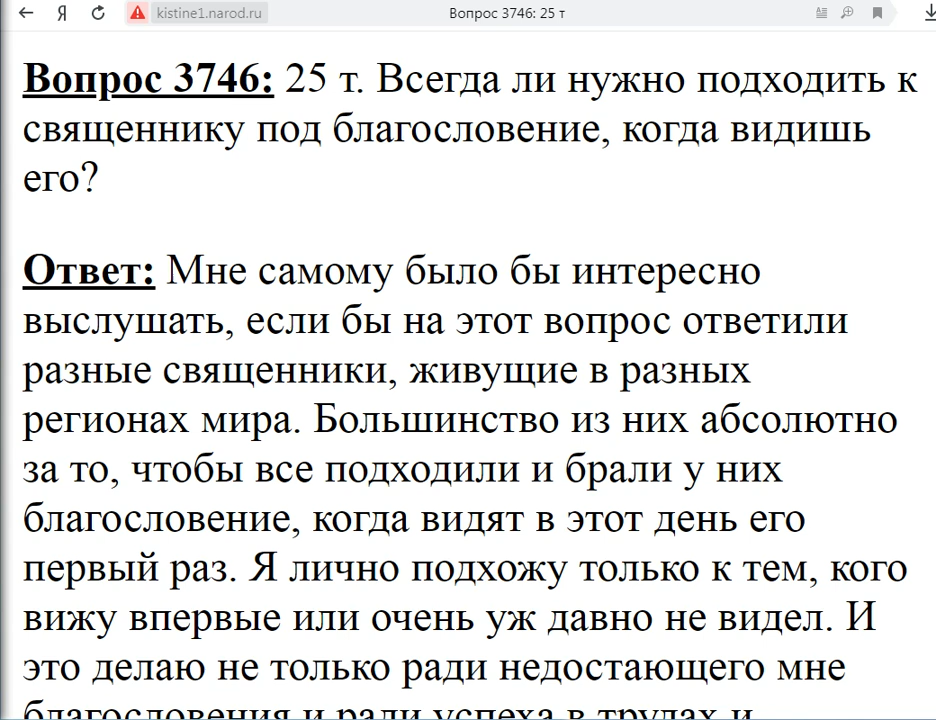 kistine1.narod.ru
Вопрос 3746: 25 т
Вопрос 3746: 25 т. Всегда ли нужно подходить к
священнику под благословение, когда видишь
его?
Ответ: Мне самому было бы интересно
выслушать, если бы на этот вопрос ответили
разные священники, живущие в разных
регионах мира. Большинство из них абсолютно
за то, чтобы все подходили и брали у них
благословение, когда видят в этот день его
первый раз. Я лично подхожу только к тем, кого
вижу впервые или очень уж давно не видел. И
это делаю не только ради недостающего мне
благословения и ради успеха в трудах и